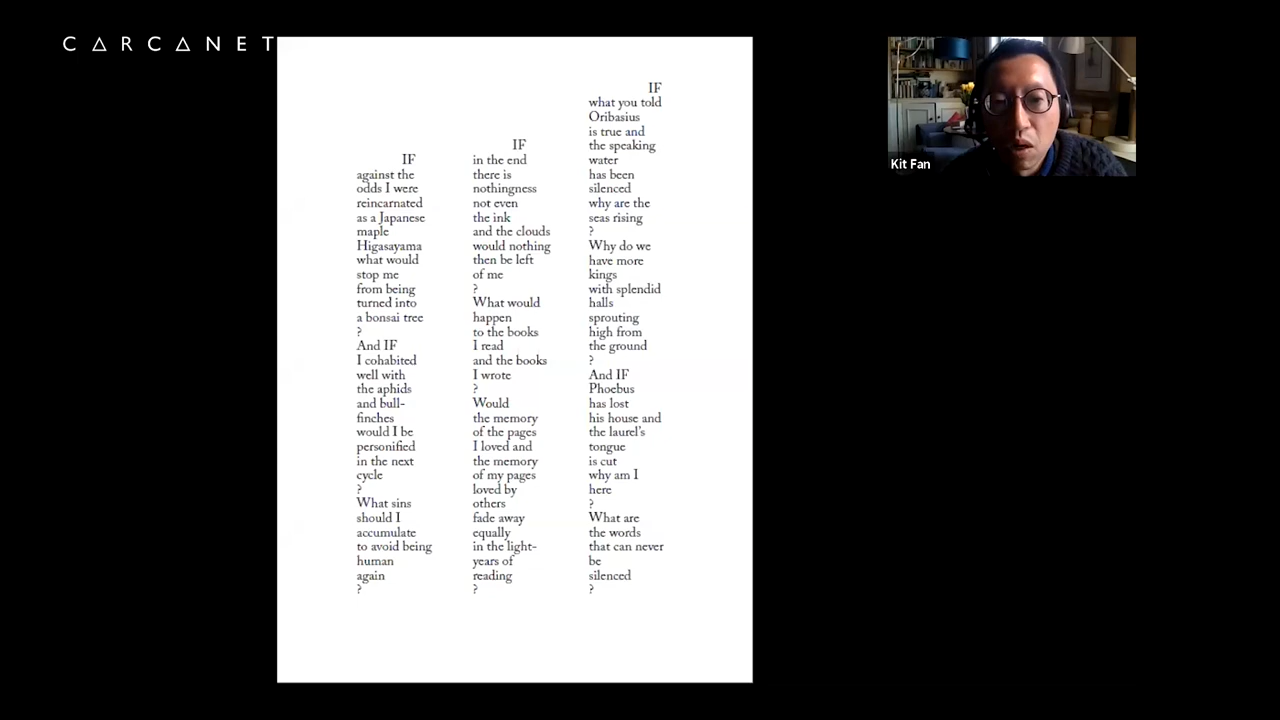 CARCANET
IF
against the
odds I were
reincarnated
as a Japanese
maple
Higasayama
what would
stop me
from being
turned into
a bonsai tree
?
And IF
I cohabited
well with
the aphids
and bull-
finches
would I be
personified
in the next
cycle
?
What sins
should I
accumulate
to avoid being
human
again
?
IF
in the end
there is
nothingness
not even
the ink
and the clouds
would nothing
then be left
of me
?
What would
happen
to the books
I read
and the books
I wrote
?
Would
the memory
of the pages
I loved and
the memory
of my pages
loved by
others
fade away
equally
in the light-
years of
reading
?
IF
what you told
Oribasius
is true and
the speaking
water
has been
silenced
why are the
seas rising
?
Why do we
have more
kings
with splendid
halls
sprouting
high from
the ground
?
And IF
Phoebus
has lost
his house and
the laurel's
tongue
is cut
why am I
here
?
What are
the words
that can never
be
silenced
?
Kit Fan